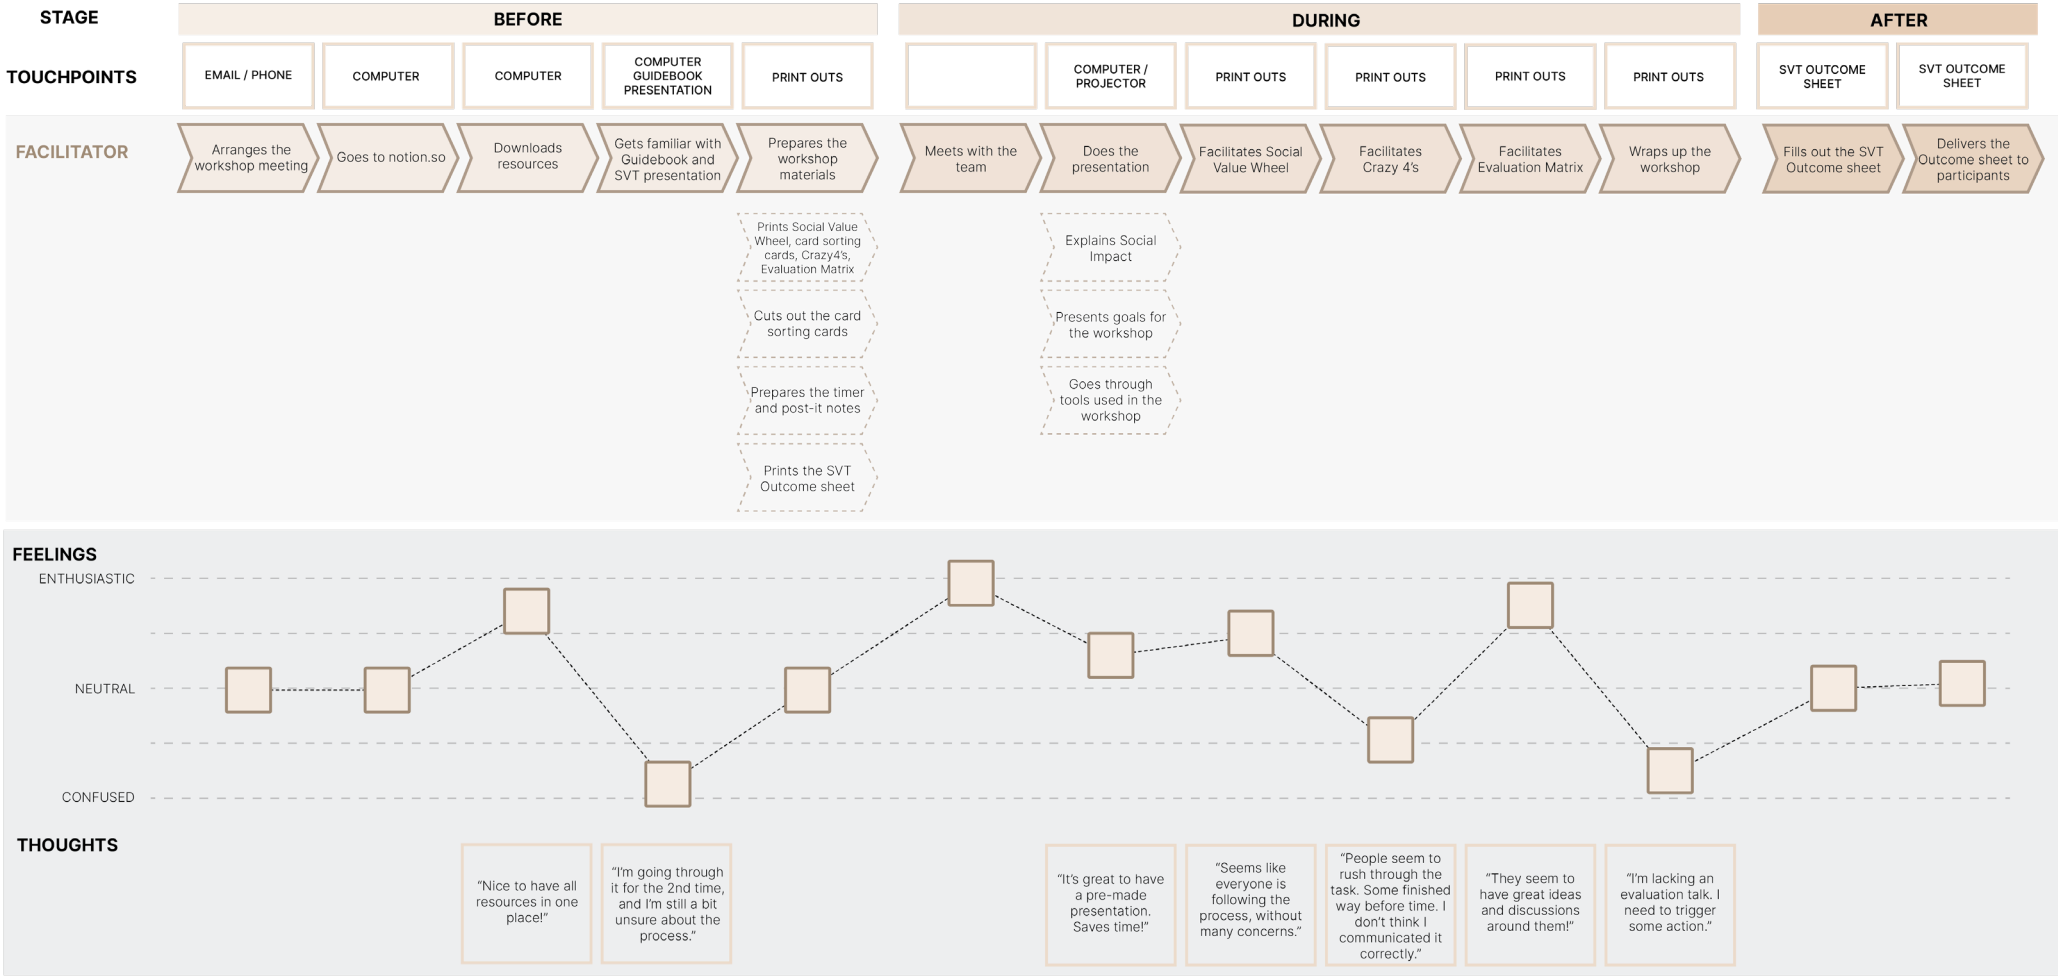 STAGE
BEFORE
DURING
AFTER
TOUCHPOINTS
EMAIL / PHONE
COMPUTER
COMPUTER
COMPUTER
GUIDEBOOK
PRESENTATION
PRINT OUTS
COMPUTER /
PROJECTOR
PRINT OUTS
PRINT OUTS
PRINT OUTS
PRINT OUTS
SVT OUTCOME
SHEET
SVT OUTCOME
SHEET
FACILITATOR
Arranges the
workshop meeting
Goes to notion.so
Downloads
resources
Gets familiar with
Guidebook and
SVT presentation
Prepares the
workshop
materials
Meets with the
team
Does the
presentation
Facilitates Social
Value Wheel
Facilitates
Crazy 4’s
Facilitates
Evaluation Matrix
Wraps up the
workshop
Fills out the SVT
Outcome sheet
Delivers the
Outcome sheet to
participants
Prints Social Value
Wheel, card sorting
cards, Crazy4’s,
Evaluation Matrix
Cuts out the card
sorting cards
Prepares the timer
and post-it notes
Prints the SVT
Outcome sheet
Explains Social
Impact
Presents goals for
the workshop
Goes through
tools used in the
workshop
FEELINGS
ENTHUSIASTIC
NEUTRAL
CONFUSED
THOUGHTS
“Nice to have all
resources in one
place!”
“I’m going through
it for the 2nd time,
and I’m still a bit
unsure about the
process.”
“It’s great to have
a pre-made
presentation.
Saves time!”
“Seems like
everyone is
following the
process, without
many concerns.”
“People seem to
rush through the
task. Some finished
way before time. I
don’t think I
communicated it
correctly.”
“They seem to
have great ideas
and discussions
around them!”
“I’m lacking an
evaluation talk. I
need to trigger
some action.”